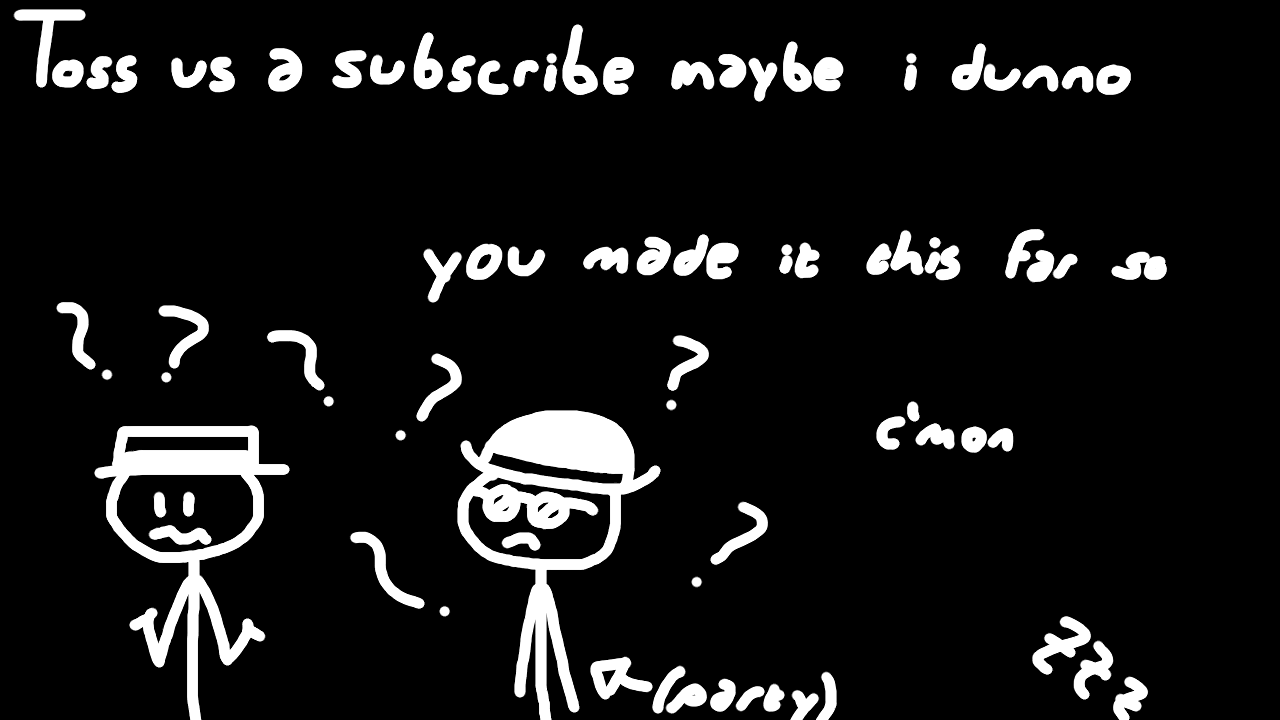 Toss us a subscribe maybe i dunno
you made it this far so
? ? ? ? ?
c'mon
? ?
(party)
zzz